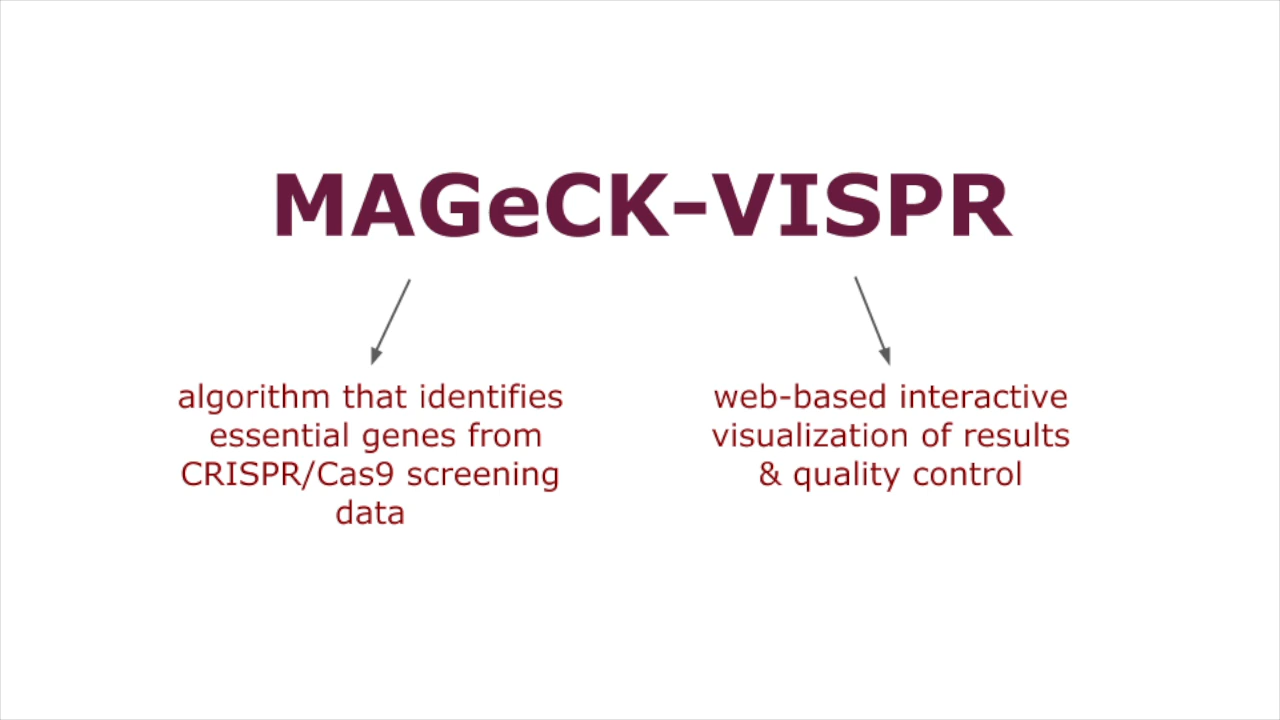 MAGeCK-VISPR
algorithm that identifies
essential genes from
CRISPR/Cas9 screening
data
web-based interactive
visualization of results
& quality control